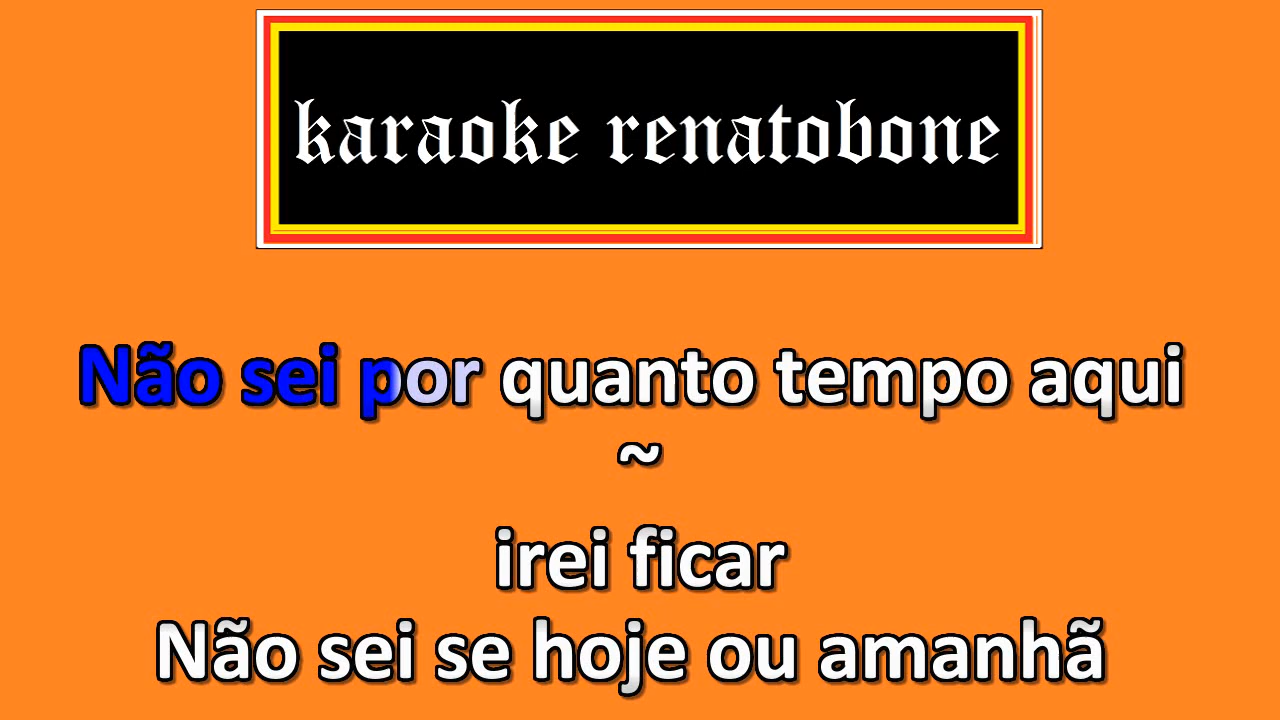 karaoke renatobone
Não sei por quanto tempo aqui
~
irei ficar
Não sei se hoje ou amanhã